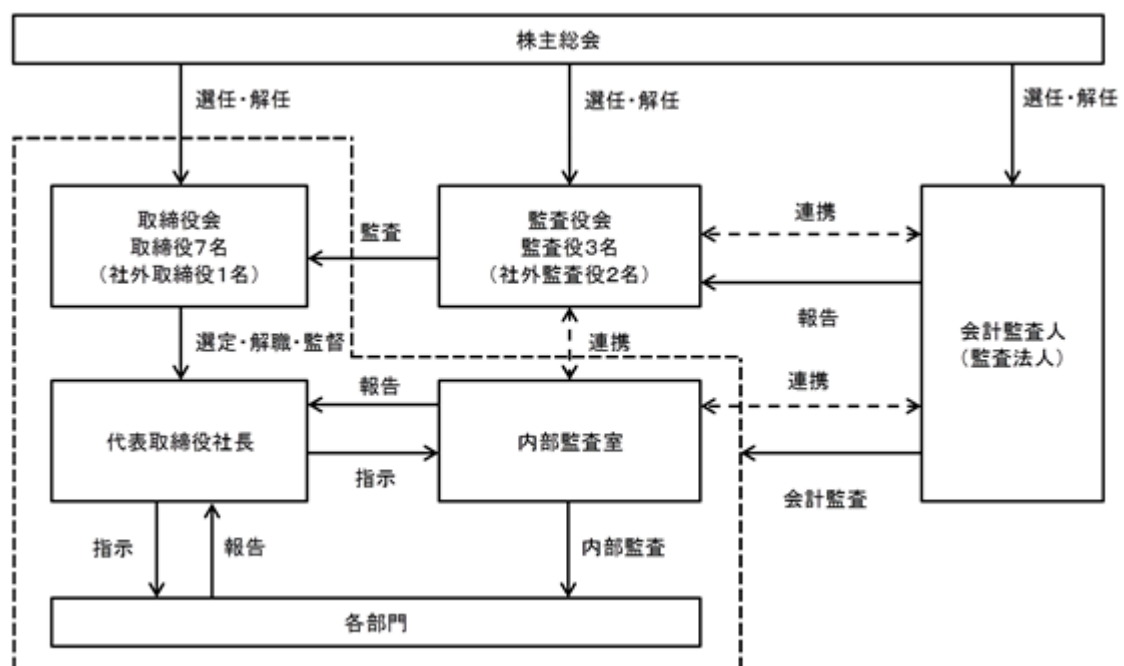 株主総会
選任・解任
選任・解任
選任・解任
取締役会
取締役7名
(社外取締役1名)
監査
監査役会
監査役3名
(社外監査役2名)
連携
報告
会計監査人
(監査法人)
選定・解職・監督
連携
連携
報告
代表取締役社長
内部監査室
指示
会計監査
指示
報告
内部監査
各部門